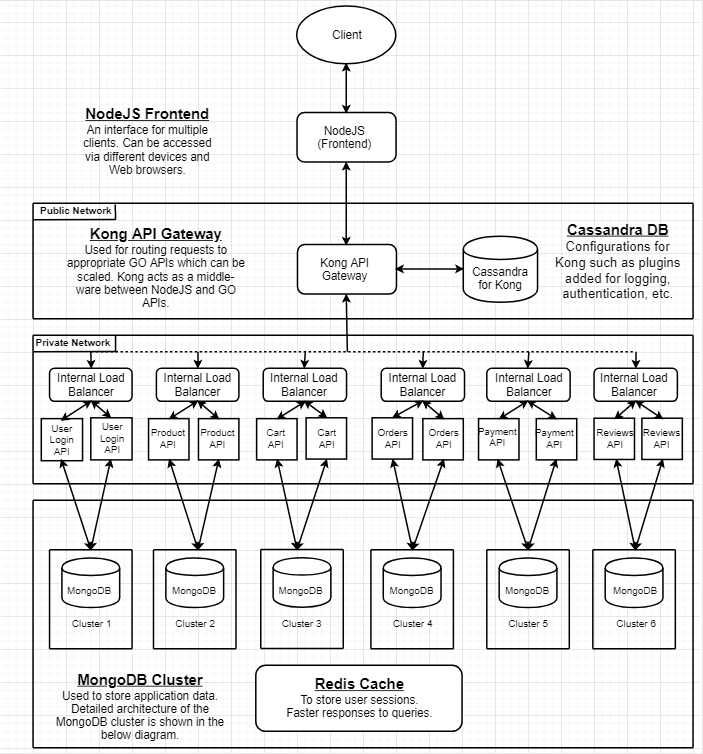 Client
NodeJS Frontend
An interface for multiple
clients. Can be accessed
via different devices and
Web browsers.
NodeJS
(Frontend)
Public Network
Kong API Gateway
Used for routing requests to
appropriate GO APIs which can be
scaled. Kong acts as a middle-
ware between NodeJS and GO
APIs.
Kong API
Gateway
Cassandra
for Kong
Cassandra DB
Configurations for
Kong such as plugins
added for logging,
authentication, etc.
Private Network
Internal Load
Balancer
Internal Load
Balancer
Internal Load
Balancer
Internal Load
Balancer
Internal Load
Balancer
Internal Load
Balancer
User
Login
API
User
Login
API
Product
API
Product
API
Cart
API
Cart
API
Orders
API
Orders
API
Payment
API
Payment
API
Reviews
API
Reviews
API
MongoDB
Cluster 1
MongoDB
Cluster 2
MongoDB
Cluster 3
MongoDB
Cluster 4
MongoDB
Cluster 5
MongoDB
Cluster 6
MongoDB Cluster
Used to store application data.
Detailed architecture of the
MongoDB cluster is shown in the
below diagram.
Redis Cache
To store user sessions.
Faster responses to queries.